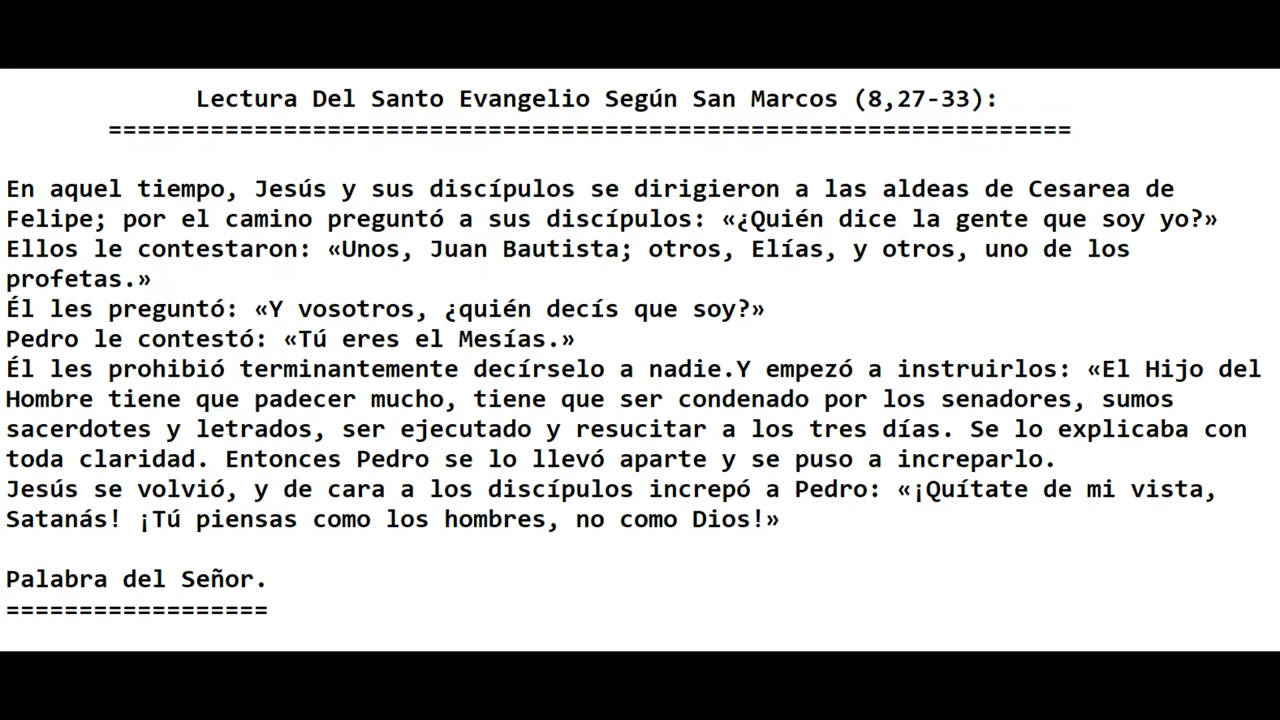 Lectura Del Santo Evangelio Según San Marcos (8,27-33):
==================================================================
En aquel tiempo, Jesús y sus discípulos se dirigieron a las aldeas de Cesarea de
Felipe; por el camino preguntó a sus discípulos: «¿Quién dice la gente que soy yo?»
Ellos le contestaron: «Unos, Juan Bautista; otros, Elías, y otros, uno de los
profetas.»
Él les preguntó: «Y vosotros, ¿quién decís que soy?»
Pedro le contestó: «Tú eres el Mesías.»
Él les prohibió terminantemente decírselo a nadie.Y empezó a instruirlos: «El Hijo del
Hombre tiene que padecer mucho, tiene que ser condenado por los senadores, sumos
sacerdotes y letrados, ser ejecutado y resucitar a los tres días. Se lo explicaba con
toda claridad. Entonces Pedro se lo llevó aparte y se puso a increparlo.
Jesús se volvió, y de cara a los discípulos increpó a Pedro: «¡Quítate de mi vista,
Satanás! ¡Tú piensas como los hombres, no como Dios!»
Palabra del Señor.
==================